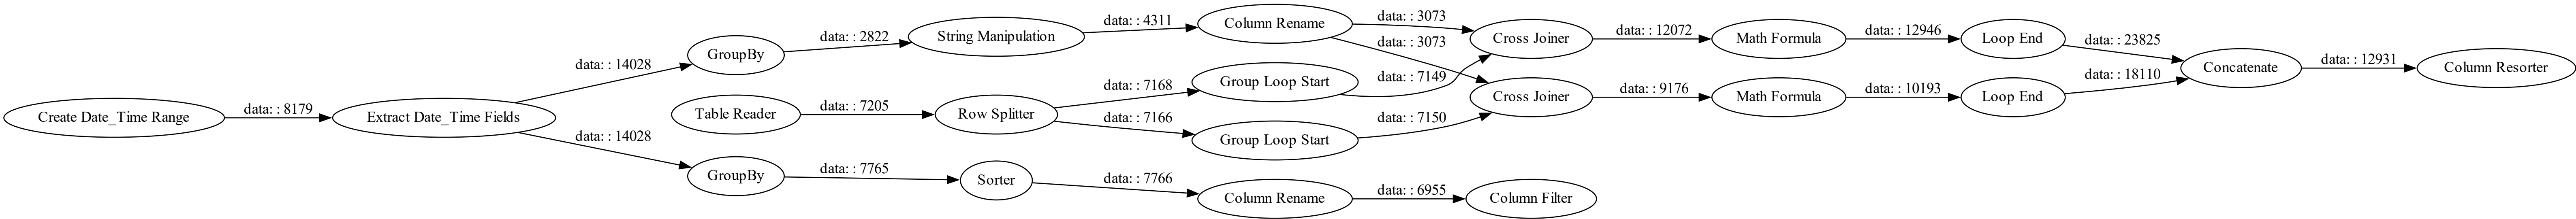 Create Date_Time Range
data: : 8179
Extract Date_Time Fields
data: : 14028
data: : 14028
GroupBy
data: : 2822
String Manipulation
data: : 4311
Column Rename
data: : 3073
data: : 3073
Table Reader
data: : 7205
Row Splitter
data: : 7168
data: : 7166
Group Loop Start
data: : 7149
Group Loop Start
data: : 7150
Cross Joiner
data: : 12072
Math Formula
data: : 12946
Loop End
data: : 23825
Cross Joiner
data: : 9176
Math Formula
data: : 10193
Loop End
data: : 18110
Concatenate
data: : 12931
Column Resorter
GroupBy
data: : 7765
Sorter
data: : 7766
Column Rename
data: : 6955
Column Filter